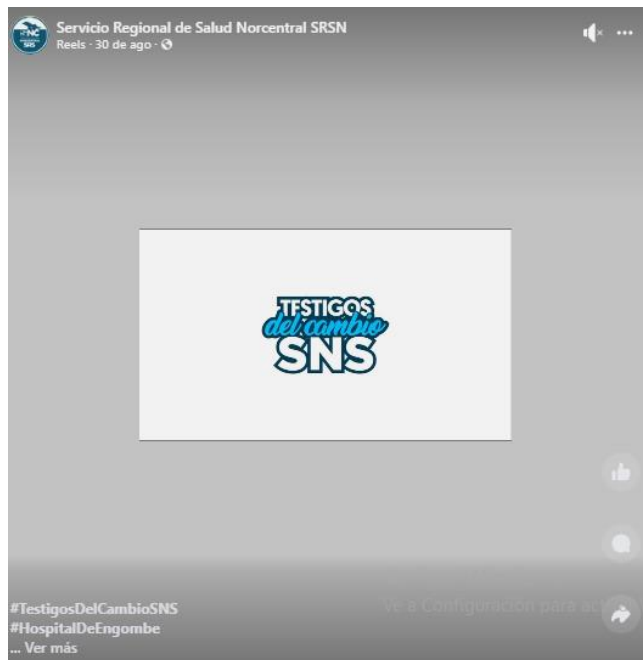 Servicio Regional de Salud Norcentral SRSN
Reels · 30 de ago ·
TESTIGOS
del cambio
SNS
#TestigosDelCambioSNS
Ve a Configuración para
#HospitalDeEngombe
... Ver más